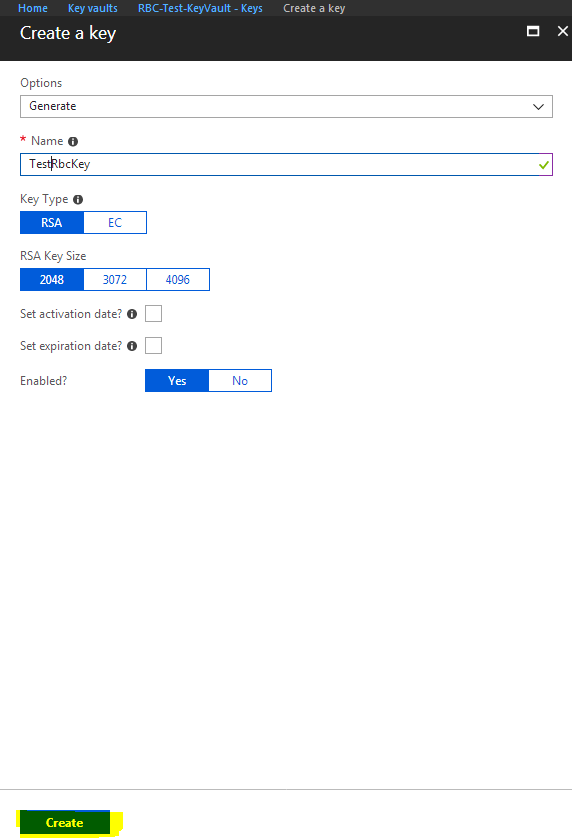 Home Key vaults RBC-Test-KeyVault - Keys Create a key
Create a key
Options
Generate
* Name
TestRbcKey
Key Type
RSA EC
RSA Key Size
2048 3072 4096
Set activation date?
Set expiration date?
Enabled? Yes No
Create